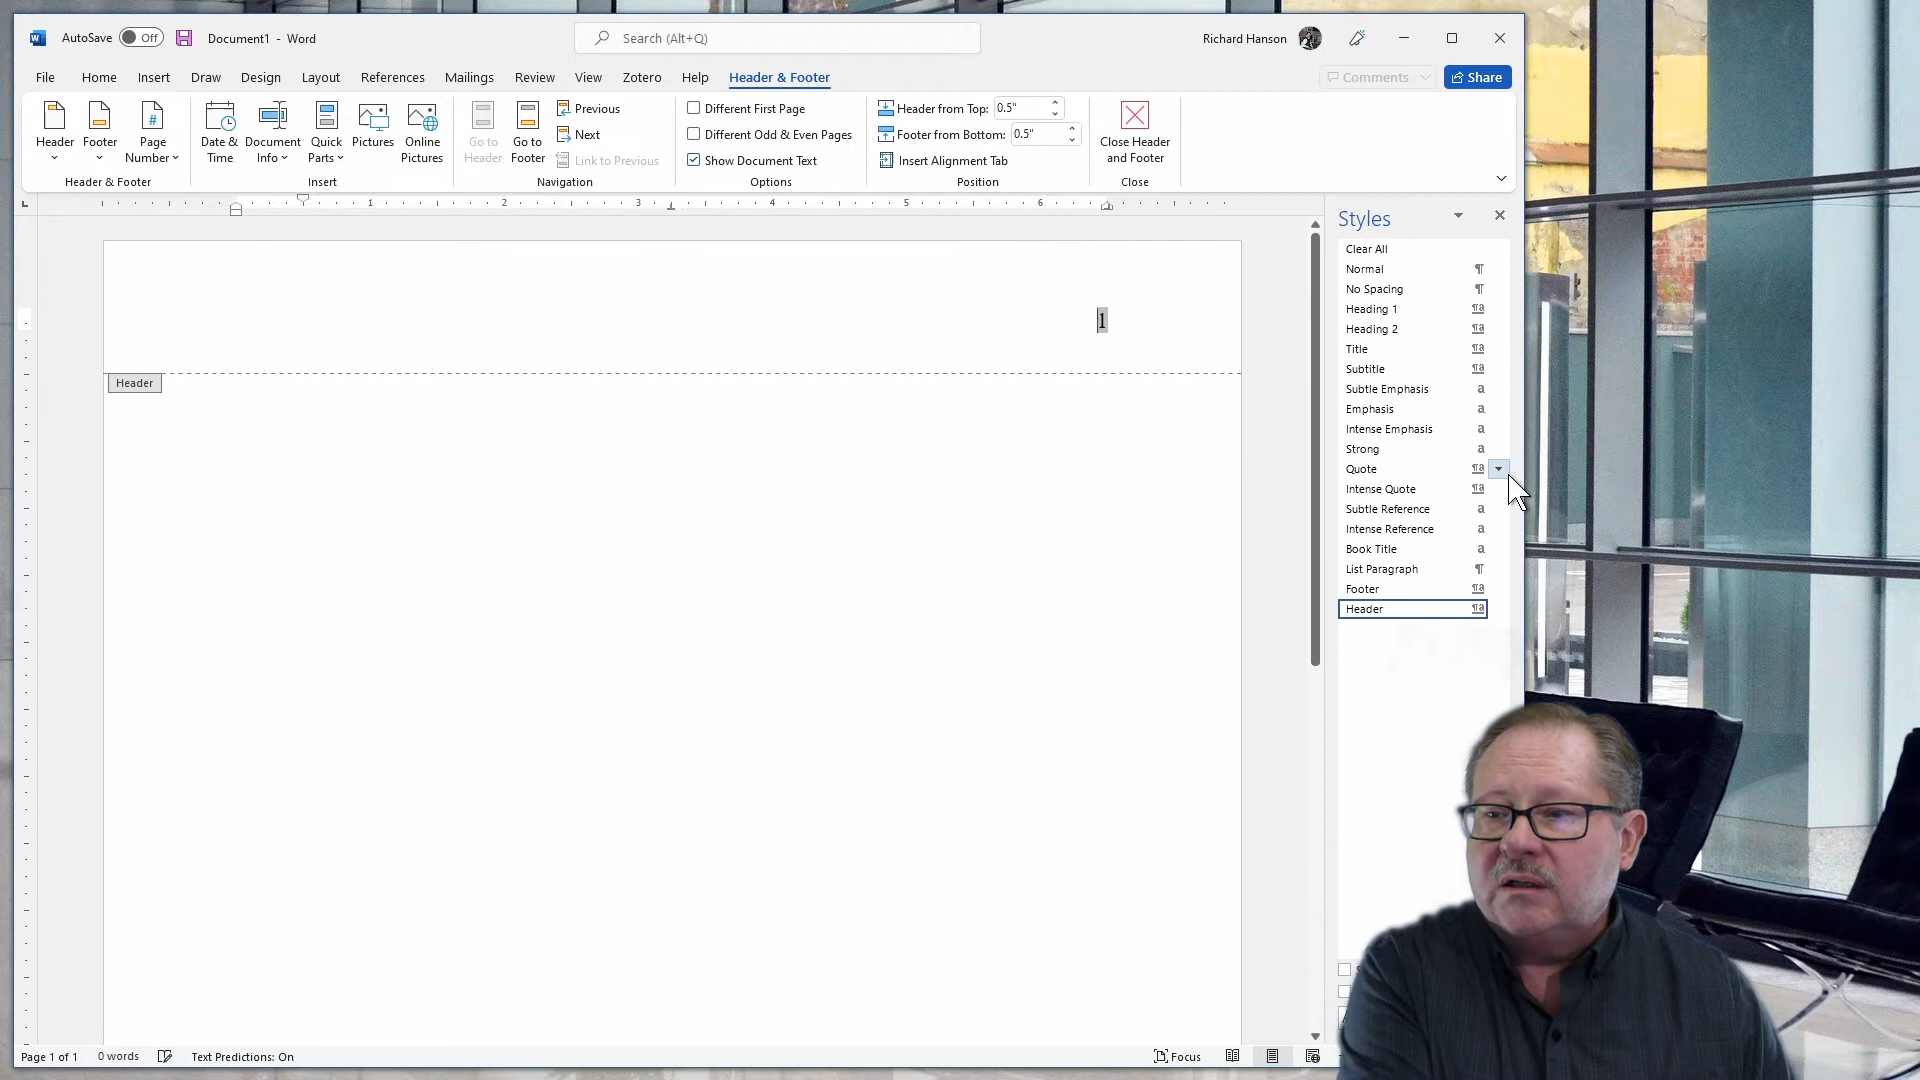 AutoSave Off Document1 - Word Search (Alt+Q) Richard Hanson
File Home Insert Draw Design Layout References Mailings Review View Zotero Help Header & Footer Comments Share
Header Footer Page Number
Header & Footer
Date & Time Document Info Quick Parts Pictures Online Pictures
Insert
Go to Header Go to Footer
Previous
Next
Link to Previous
Navigation
Different First Page
Different Odd & Even Pages
Show Document Text
Options
Header from Top: 0.5"
Footer from Bottom: 0.5"
Insert Alignment Tab
Position
Close Header and Footer
Close
1 2 3 4 5 6
1
Header
Styles
Clear All
Normal ¶
No Spacing ¶
Heading 1 ¶a
Heading 2 ¶a
Title ¶a
Subtitle ¶a
Subtle Emphasis a
Emphasis a
Intense Emphasis a
Strong a
Quote ¶a
Intense Quote ¶a
Subtle Reference a
Intense Reference a
Book Title a
List Paragraph ¶
Footer ¶a
Header ¶a
Page 1 of 1 0 words Text Predictions: On Focus